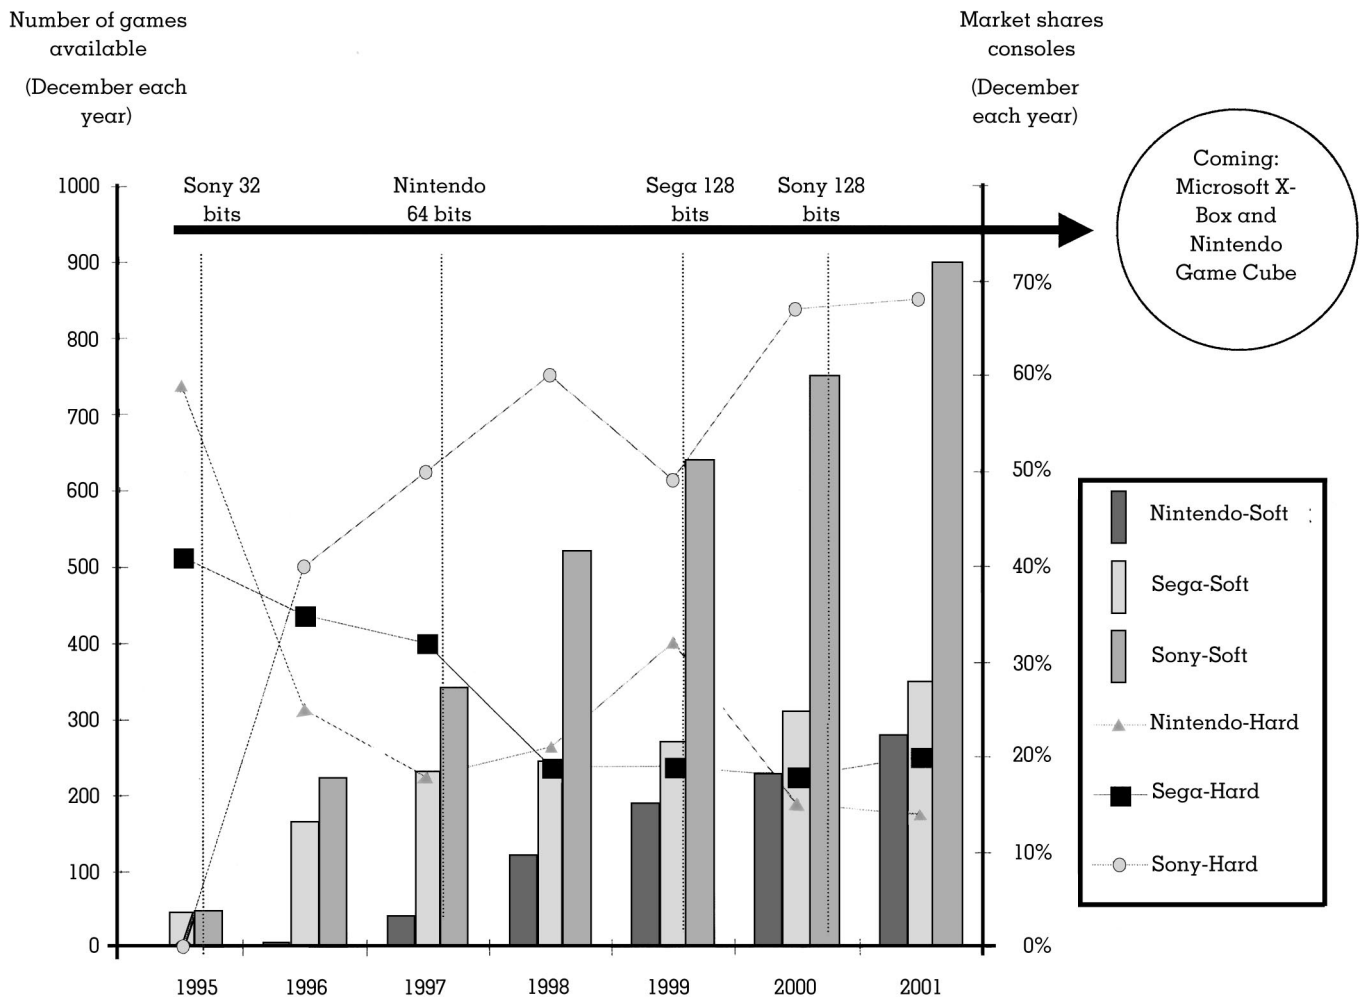 Number of games
available
(December each
year)
Market shares
consoles
(December
each year)
Coming:
Microsoft X-
Box and
Nintendo
Game Cube
Sony 32
bits
Nintendo
64 bits
Sega 128
bits
Sony 128
bits
1000
900
800
700
600
500
400
300
200
100
0
70%
60%
50%
40%
30%
20%
10%
0%
Nintendo-Soft
Sega-Soft
Sony-Soft
Nintendo-Hard
Sega-Hard
Sony-Hard
1995
1996
1997
1998
1999
2000
2001